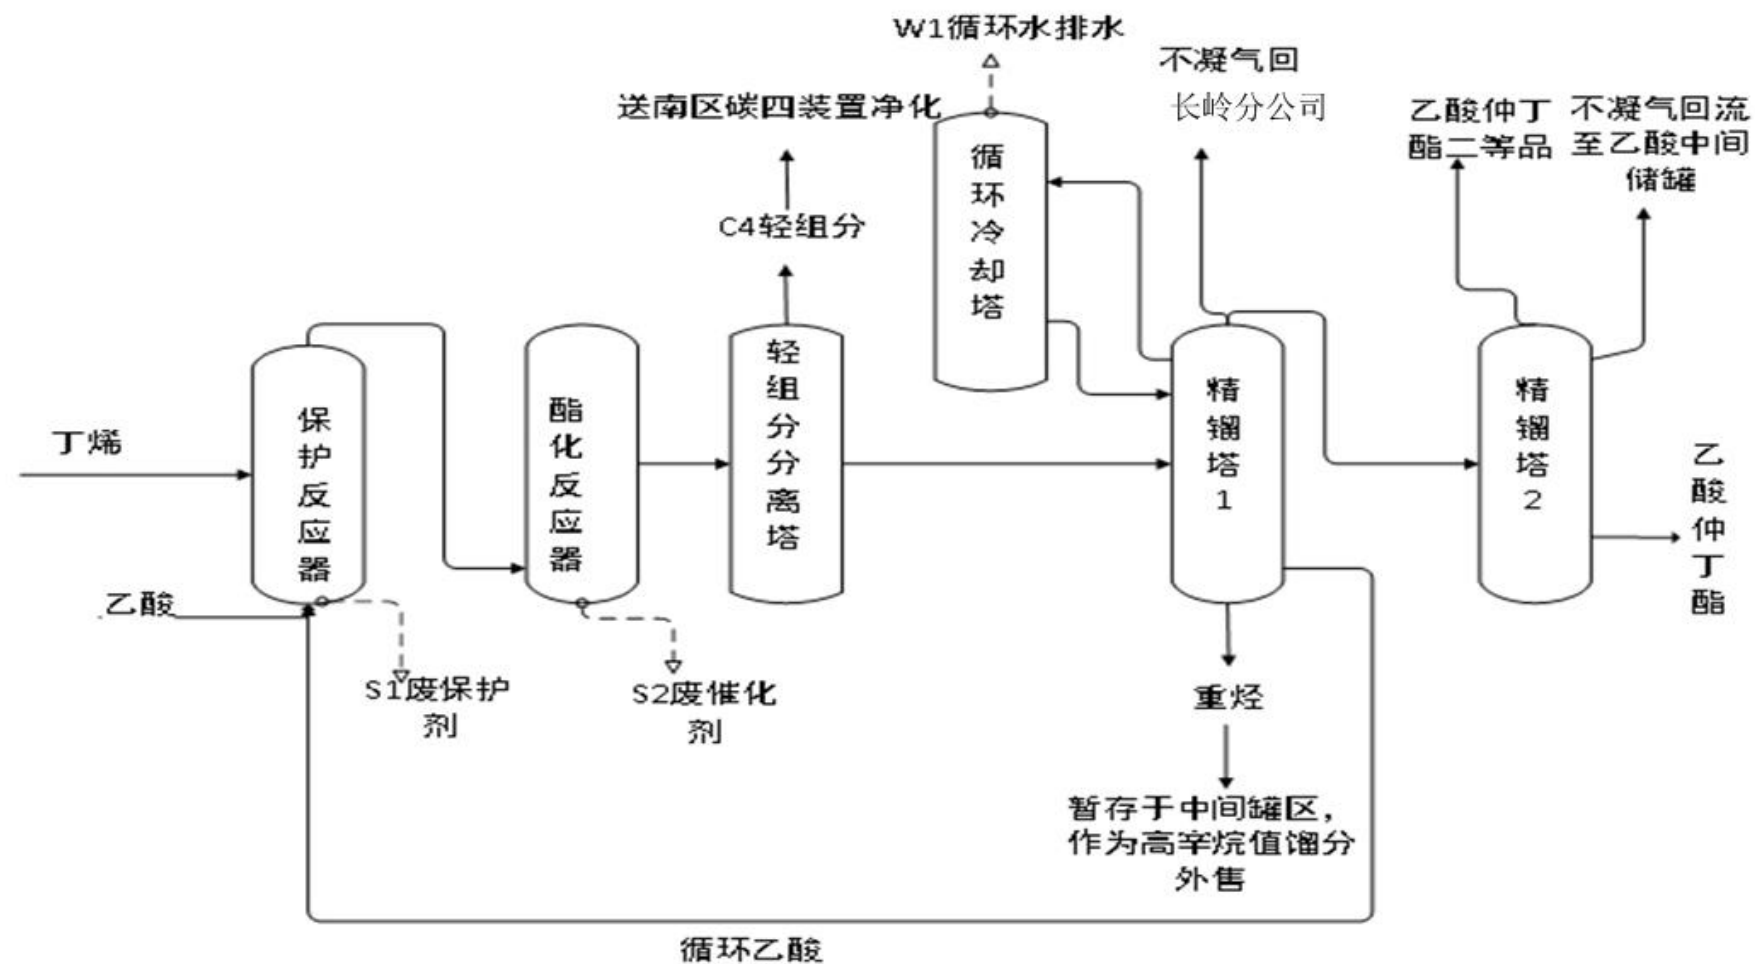 W1循环水排水
不凝气回
长岭分公司
送南区碳四装置净化
乙酸仲丁
酯二等品
不凝气回流
至乙酸中间
储罐
C4轻组分
循环冷却塔
丁烯
保护反应器
酯化反应器
轻组分分离塔
精镏塔1
精镏塔2
乙酸仲丁酯
乙酸
S1废保护
剂
S2废催化
剂
重烃
暂存于中间罐区，
作为高辛烷值馏分
外售
循环乙酸